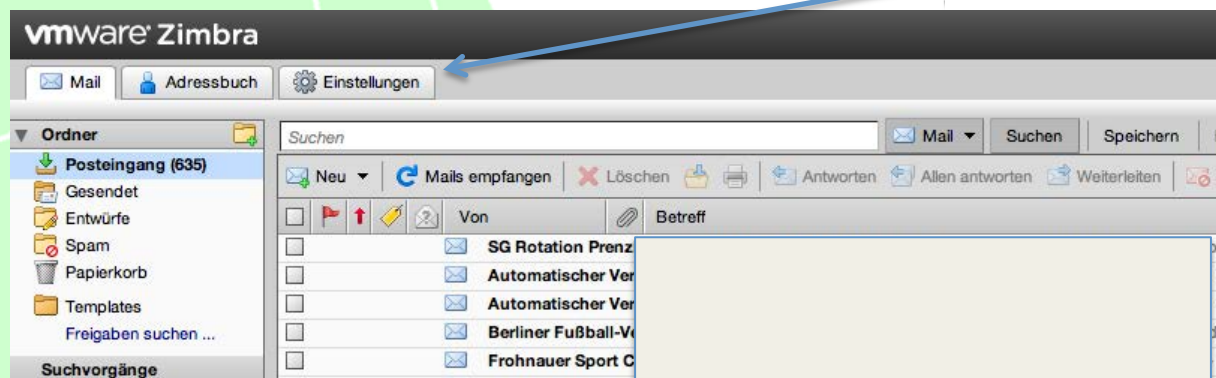 vmware Zimbra
Mail Adressbuch Einstellungen
Ordner
Posteingang (635)
Gesendet
Entwürfe
Spam
Papierkorb
Templates
Freigaben suchen ...
Suchvorgänge
Suchen Mail Suchen Speichern
Neu Mails empfangen Löschen Antworten Allen antworten Weiterleiten
Von Betreff
SG Rotation Prenz
Automatischer Ver
Automatischer Ver
Berliner Fußball-Ve
Frohnauer Sport C